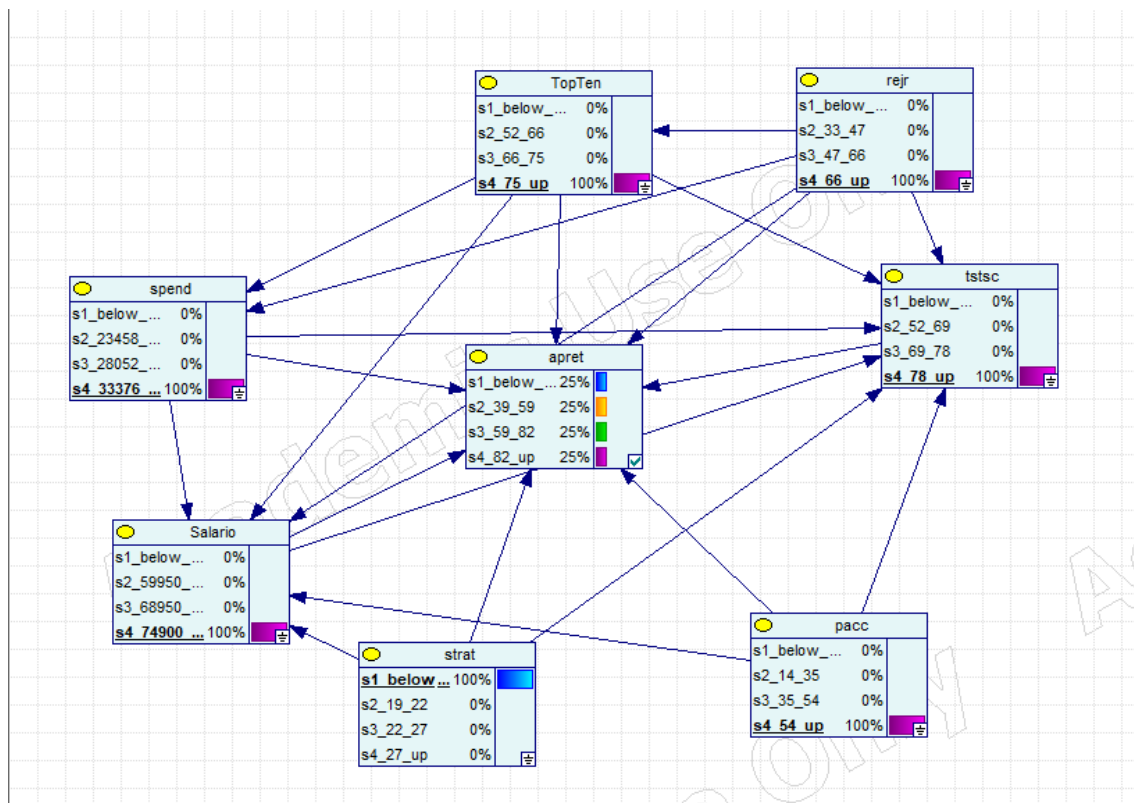 TopTen
s1_below_... 0%
s2_52_66 0%
s3_66_75 0%
s4_75_up 100%
rejr
s1_below_... 0%
s2_33_47 0%
s3_47_66 0%
s4_66_up 100%
spend
s1_below_... 0%
s2_23458_... 0%
s3_28052_... 0%
s4_33376_... 100%
tstsc
s1_below_... 0%
s2_52_69 0%
s3_69_78 0%
s4_78_up 100%
apret
s1_below_... 25%
s2_39_59 25%
s3_59_82 25%
s4_82_up 25%
Salario
s1_below_... 0%
s2_59950_... 0%
s3_68950_... 0%
s4_74900_... 100%
strat
s1_below_... 100%
s2_19_22 0%
s3_22_27 0%
s4_27_up 0%
pacc
s1_below_... 0%
s2_14_35 0%
s3_35_54 0%
s4_54_up 100%